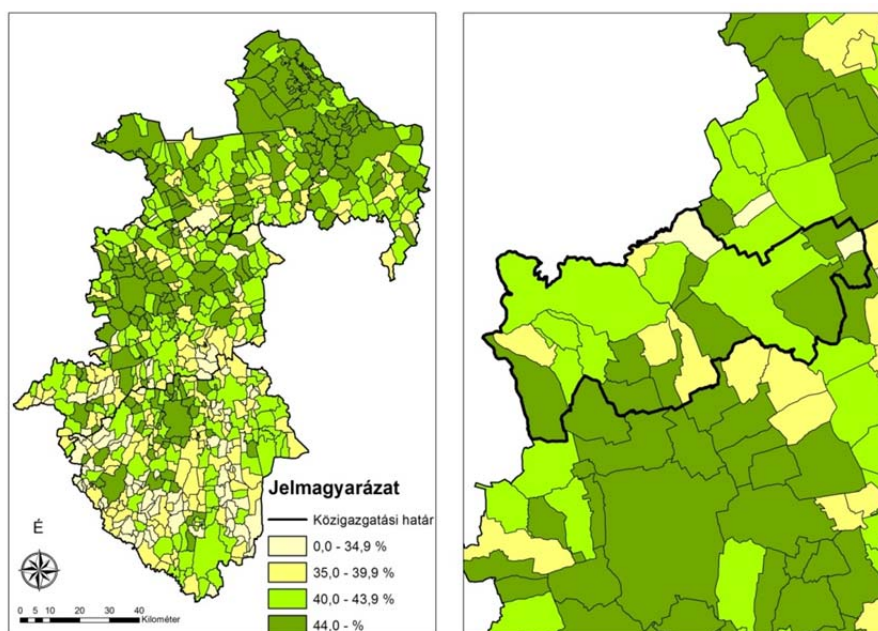 Jelmagyarázat
Közigazgatási határ
0,0 - 34,9 %
35,0 - 39,9 %
40,0 - 43,9 %
44,0 - %
É
0 5 10 20 30 40
Kilométer